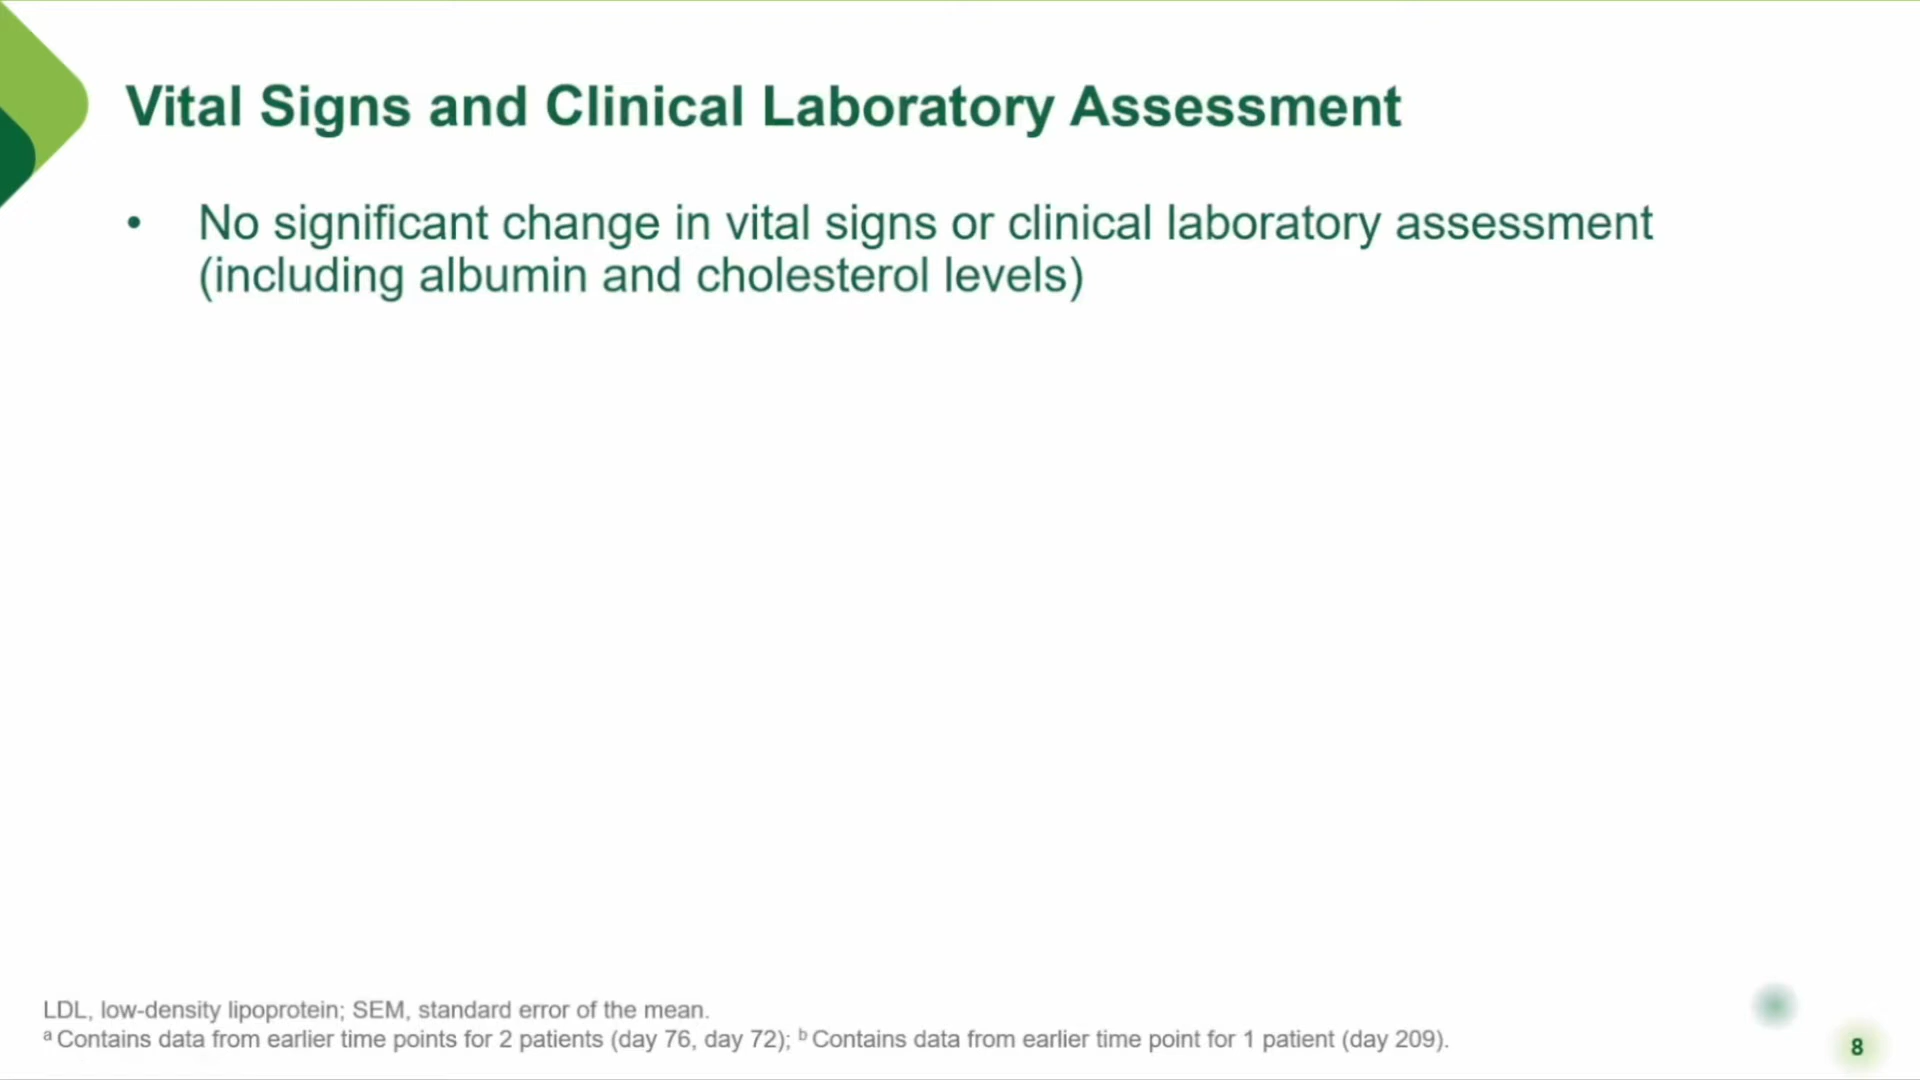 Vital Signs and Clinical Laboratory Assessment
• No significant change in vital signs or clinical laboratory assessment
(including albumin and cholesterol levels)
LDL, low-density lipoprotein; SEM, standard error of the mean.
ᵃ Contains data from earlier time points for 2 patients (day 76, day 72); ᵇ Contains data from earlier time point for 1 patient (day 209).
8